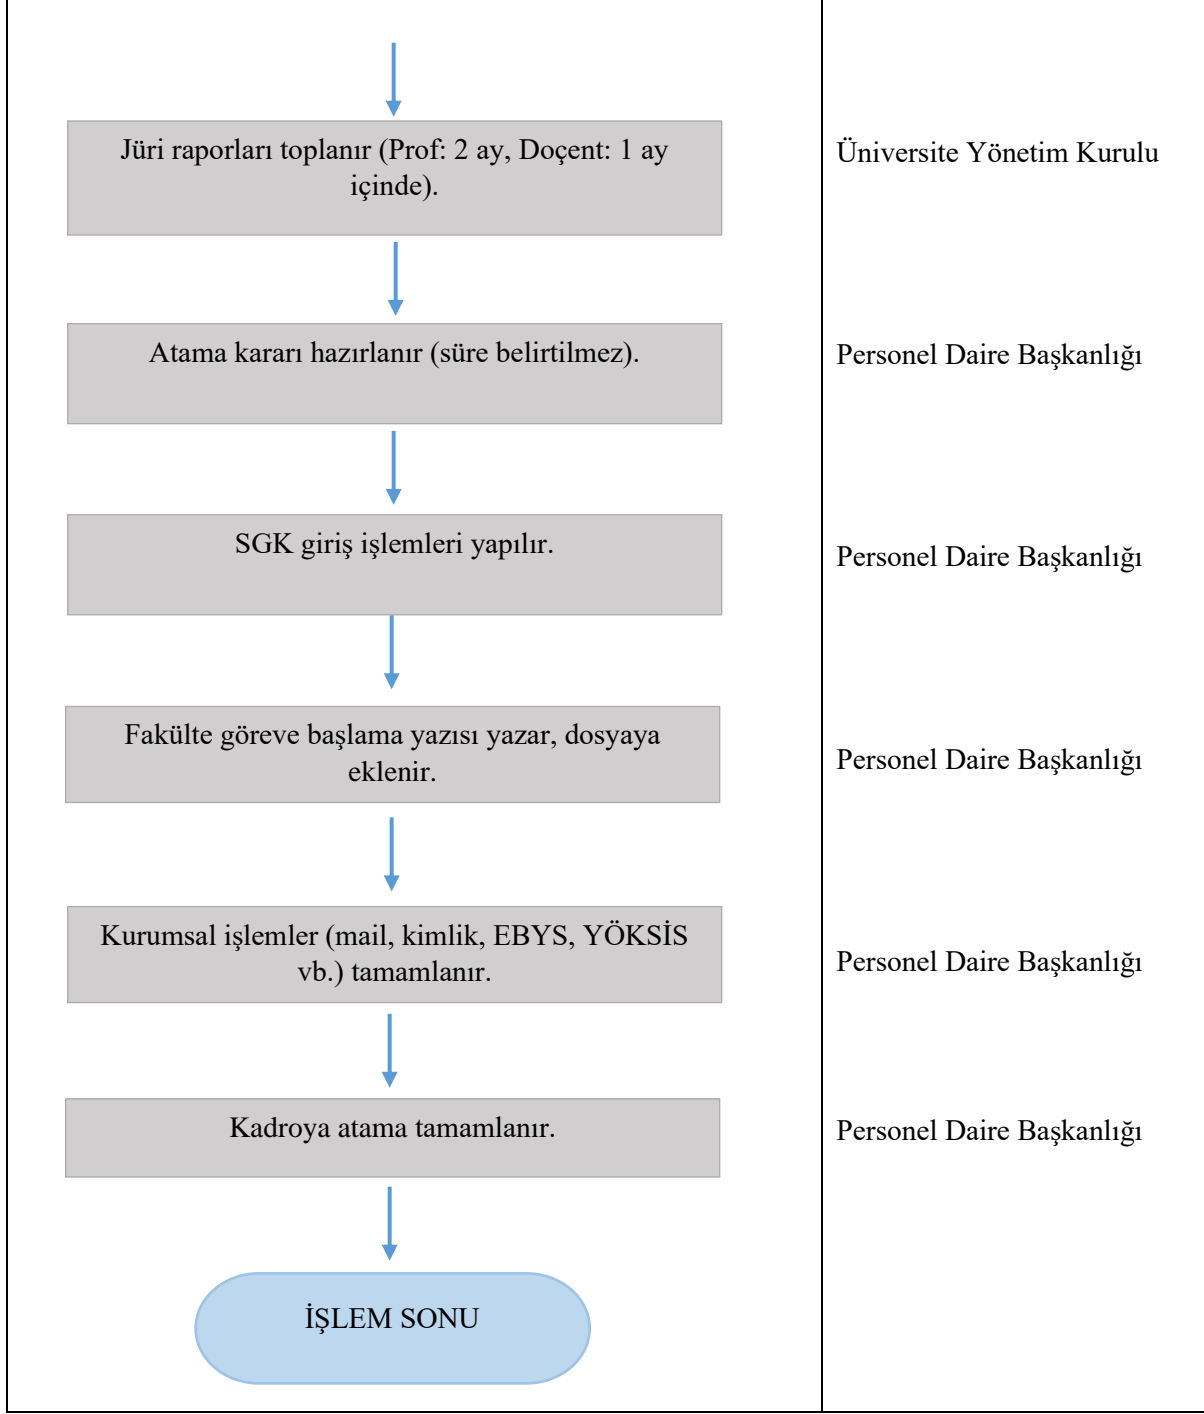 Jüri raporları toplanır (Prof: 2 ay, Doçent: 1 ay
içinde).
Üniversite Yönetim Kurulu
Atama kararı hazırlanır (süre belirtilmez).
Personel Daire Başkanlığı
SGK giriş işlemleri yapılır.
Personel Daire Başkanlığı
Fakülte göreve başlama yazısı yazar, dosyaya
eklenir.
Personel Daire Başkanlığı
Kurumsal işlemler (mail, kimlik, EBYS, YÖKSİS
vb.) tamamlanır.
Personel Daire Başkanlığı
Kadroya atama tamamlanır.
Personel Daire Başkanlığı
İŞLEM SONU